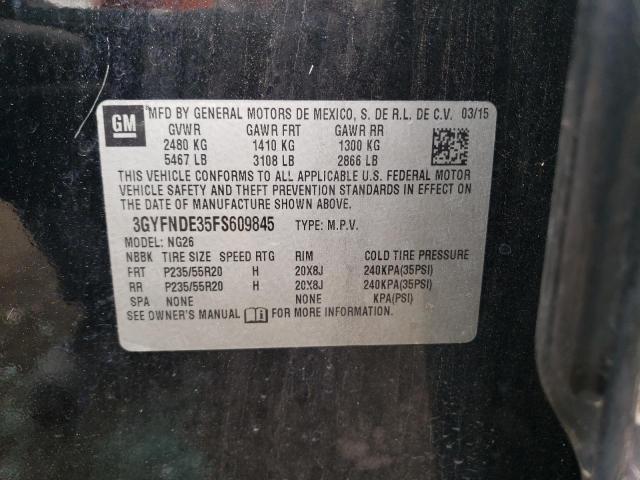 GM
MFD BY GENERAL MOTORS DE MEXICO, S. DE R.L. DE C.V. 03/15
GVWR GAWR FRT GAWR RR
2480 KG 1410 KG 1300 KG
5467 LB 3108 LB 2866 LB
THIS VEHICLE CONFORMS TO ALL APPLICABLE U.S. FEDERAL MOTOR
VEHICLE SAFETY AND THEFT PREVENTION STANDARDS IN EFFECT ON
THE DATE OF MANUFACTURE SHOWN ABOVE.
3GYFNDE35FS609845 TYPE: M.P.V.
MODEL: NG26
NBBK TIRE SIZE SPEED RTG RIM COLD TIRE PRESSURE
FRT P235/55R20 H 20X8J 240KPA(35PSI)
RR P235/55R20 H 20X8J 240KPA(35PSI)
SPA NONE NONE KPA(PSI)
SEE OWNER'S MANUAL FOR MORE INFORMATION.